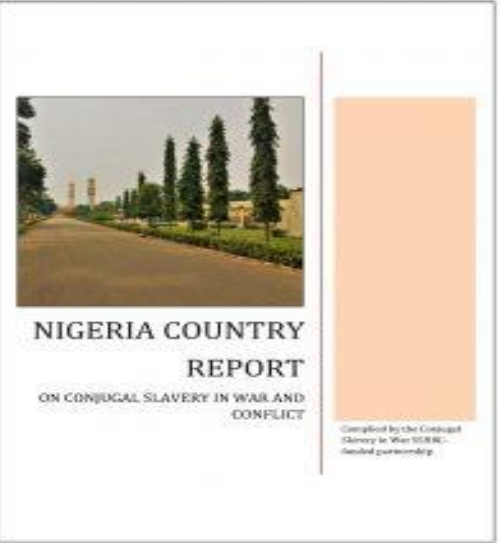 NIGERIA COUNTRY
REPORT
ON CONJUGAL SLAVERY IN WAR AND
CONFLICT
Compiled by the Conjugal
Slavery in War SSHRC-
funded partnership